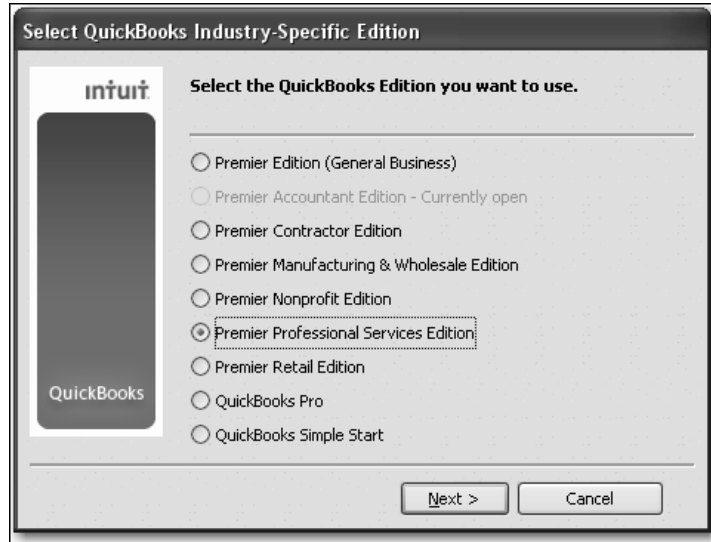 Select QuickBooks Industry-Specific Edition
intuit
Select the QuickBooks Edition you want to use.
Premier Edition (General Business)
Premier Accountant Edition - Currently open
Premier Contractor Edition
Premier Manufacturing & Wholesale Edition
Premier Nonprofit Edition
Premier Professional Services Edition
Premier Retail Edition
QuickBooks Pro
QuickBooks Simple Start
QuickBooks
Next >
Cancel